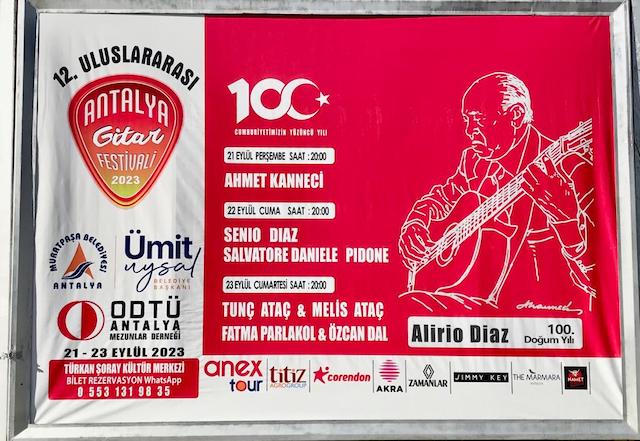 12. ULUSLARARASI
ANTALYA
Gitar
FESTİVALİ
2023
MURATPAŞA BELEDİYESİ
ANTALYA
Ümit
uysal
BELEDİYE
BAŞKANI
ODTÜ
ANTALYA
MEZUNLAR DERNEĞİ
21 - 23 EYLÜL 2023
TÜRKAN ŞORAY KÜLTÜR MERKEZİ
BİLET REZERVASYON WhatsApp
0 553 131 98 35
100
CUMHURİYETİMİZİN YÜZÜNCÜ YILI
21 EYLÜL PERŞEMBE SAAT : 20:00
AHMET KANNECİ
22 EYLÜL CUMA SAAT : 20:00
SENIO DIAZ
SALVATORE DANIELE PIDONE
23 EYLÜL CUMARTESİ SAAT : 20:00
TUNÇ ATAÇ & MELİS ATAÇ
FATMA PARLAKOL & ÖZCAN DAL
Alirio Diaz
100.
Doğum Yılı
anex
tour
titiz
AGROGROUP
corendon
AKRA
ZAMANLAR
JIMMY KEY
THE MARMARA
ANTALYA